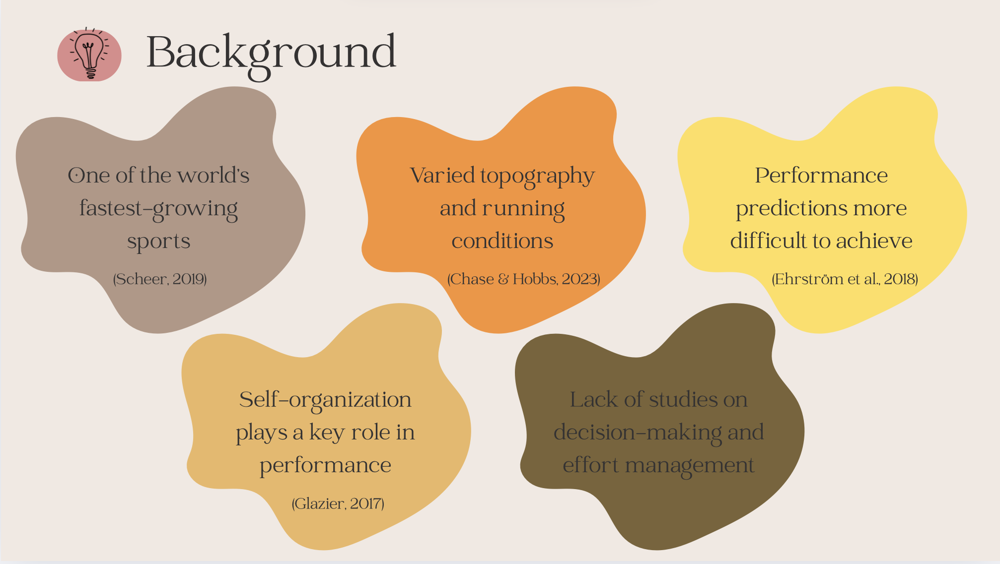 Background
One of the world's
fastest-growing
sports
(Scheer, 2019)
Varied topography
and running
conditions
(Chase & Hobbs, 2023)
Performance
predictions more
difficult to achieve
(Ehrström et al., 2018)
Self-organization
plays a key role in
performance
(Glazier, 2017)
Lack of studies on
decision-making and
effort management